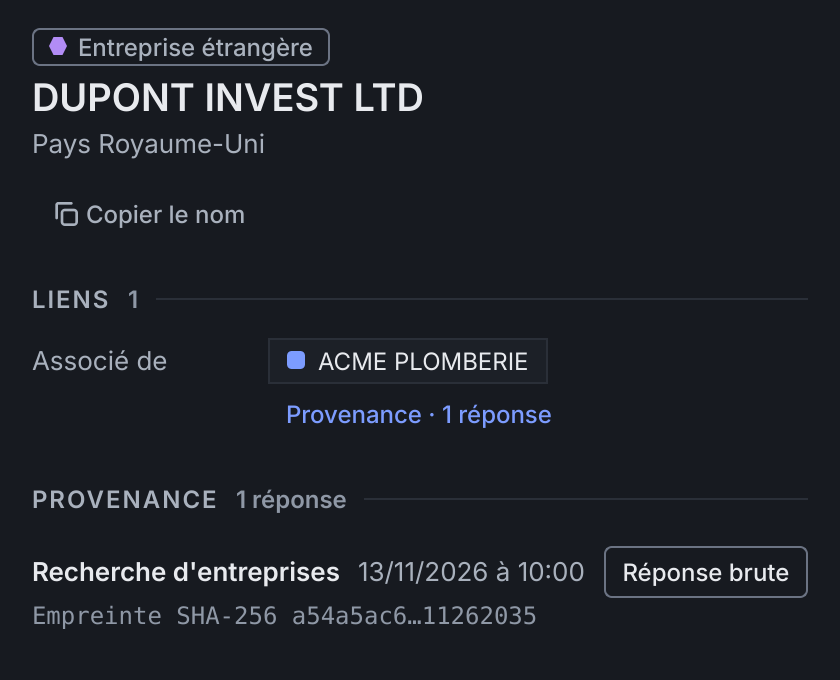 Entreprise étrangère
DUPONT INVEST LTD
Pays Royaume-Uni
Copier le nom
LIENS 1
Associé de ACME PLOMBERIE
Provenance · 1 réponse
PROVENANCE 1 réponse
Recherche d'entreprises 13/11/2026 à 10:00 Réponse brute
Empreinte SHA-256 a54a5ac6…11262035